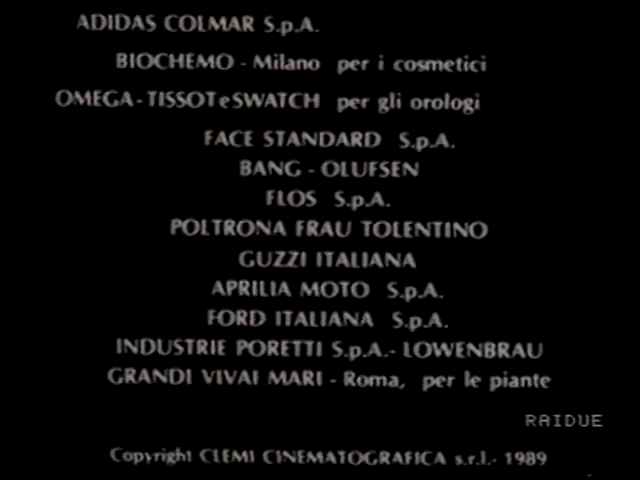 ADIDAS COLMAR S.p.A.
BIOCHEMO - Milano per i cosmetici
OMEGA - TISSOT e SWATCH per gli orologi
FACE STANDARD S.p.A.
BANG - OLUFSEN
FLOS S.p.A.
POLTRONA FRAU TOLENTINO
GUZZI ITALIANA
APRILIA MOTO S.p.A.
FORD ITALIANA S.p.A.
INDUSTRIE PORETTI S.p.A.- LOWENBRAU
GRANDI VIVAI MARI - Roma, per le piante
RAIDUE
Copyright CLEMI CINEMATOGRAFICA s.r.l.- 1989